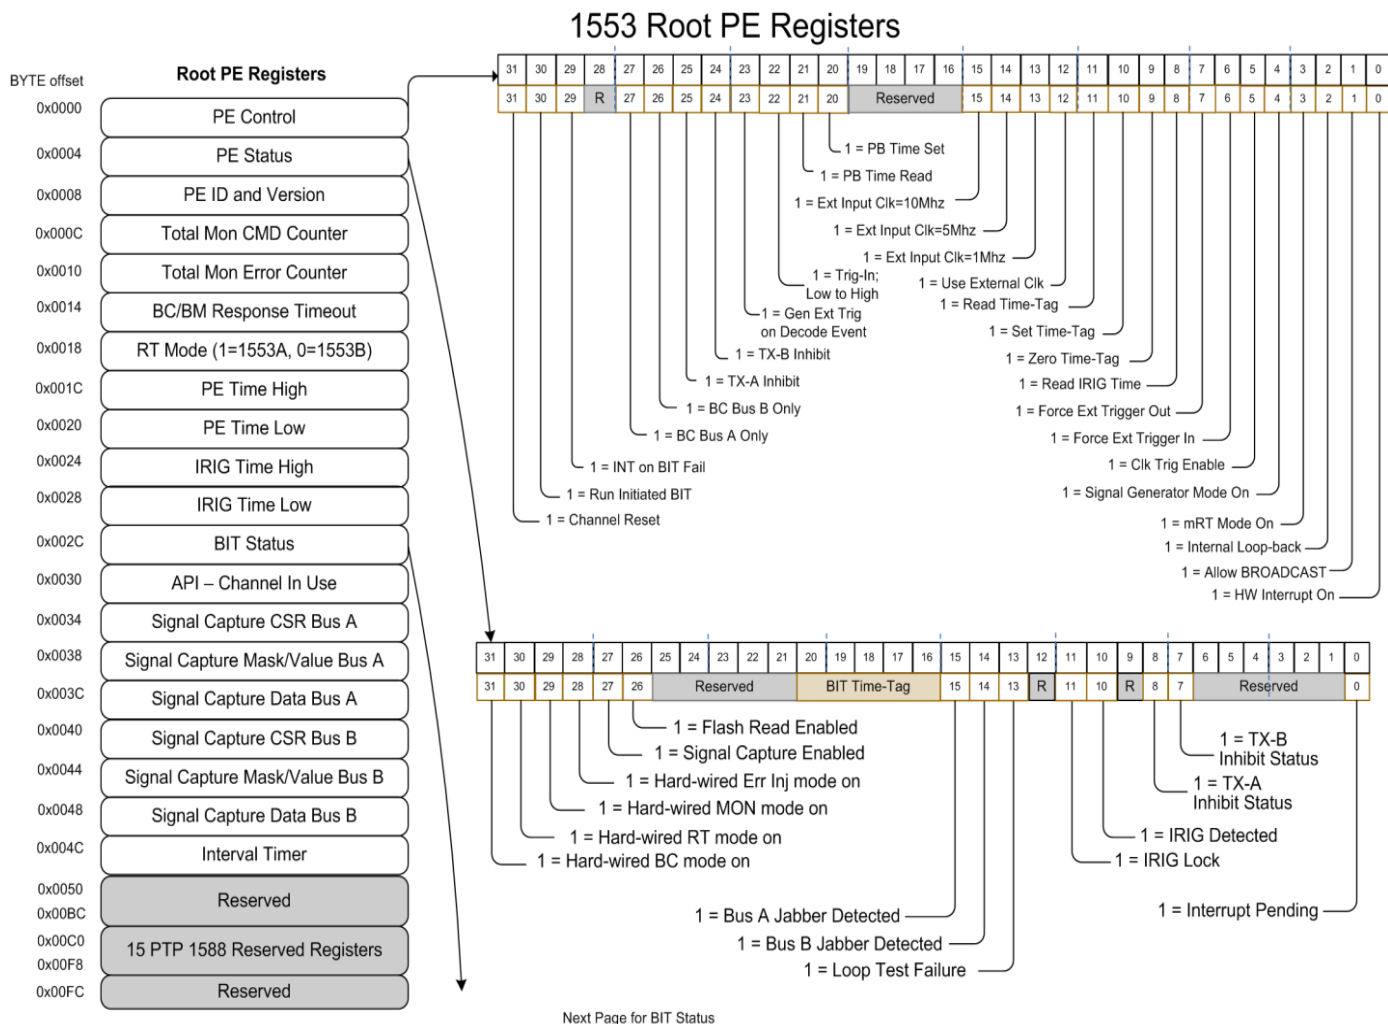 1553 Root PE Registers
BYTE offset
Root PE Registers
0x0000
PE Control
0x0004
PE Status
0x0008
PE ID and Version
0x000C
Total Mon CMD Counter
0x0010
Total Mon Error Counter
0x0014
BC/BM Response Timeout
0x0018
RT Mode (1=1553A, 0=1553B)
0x001C
PE Time High
0x0020
PE Time Low
0x0024
IRIG Time High
0x0028
IRIG Time Low
0x002C
BIT Status
0x0030
API – Channel In Use
0x0034
Signal Capture CSR Bus A
0x0038
Signal Capture Mask/Value Bus A
0x003C
Signal Capture Data Bus A
0x0040
Signal Capture CSR Bus B
0x0044
Signal Capture Mask/Value Bus B
0x0048
Signal Capture Data Bus B
0x004C
Interval Timer
0x0050
Reserved
0x00BC
0x00C0
15 PTP 1588 Reserved Registers
0x00F8
0x00FC
Reserved
31 30 29 28 27 26 25 24 23 22 21 20 19 18 17 16 15 14 13 12 11 10 9 8 7 6 5 4 3 2 1 0
31 30 29 R 27 26 25 24 23 22 21 20 Reserved 15 14 13 12 11 10 9 8 7 6 5 4 3 2 1 0
1 = PB Time Set
1 = PB Time Read
1 = Ext Input Clk=10Mhz
1 = Ext Input Clk=5Mhz
1 = Ext Input Clk=1Mhz
1 = Trig-In;
Low to High
1 = Use External Clk
1 = Read Time-Tag
1 = Gen Ext Trig
on Decode Event
1 = Set Time-Tag
1 = TX-B Inhibit
1 = Zero Time-Tag
1 = TX-A Inhibit
1 = Read IRIG Time
1 = BC Bus B Only
1 = Force Ext Trigger Out
1 = BC Bus A Only
1 = Force Ext Trigger In
1 = INT on BIT Fail
1 = Clk Trig Enable
1 = Run Initiated BIT
1 = Signal Generator Mode On
1 = Channel Reset
1 = mRT Mode On
1 = Internal Loop-back
1 = Allow BROADCAST
1 = HW Interrupt On
31 30 29 28 27 26 25 24 23 22 21 20 19 18 17 16 15 14 13 12 11 10 9 8 7 6 5 4 3 2 1 0
31 30 29 28 27 26 Reserved BIT Time-Tag 15 14 13 R 11 10 R 8 7 Reserved 0
1 = Flash Read Enabled
1 = Signal Capture Enabled
1 = TX-B
Inhibit Status
1 = Hard-wired Err Inj mode on
1 = TX-A
Inhibit Status
1 = Hard-wired MON mode on
1 = Hard-wired RT mode on
1 = IRIG Detected
1 = Hard-wired BC mode on
1 = IRIG Lock
1 = Bus A Jabber Detected
1 = Interrupt Pending
1 = Bus B Jabber Detected
1 = Loop Test Failure
Next Page for BIT Status